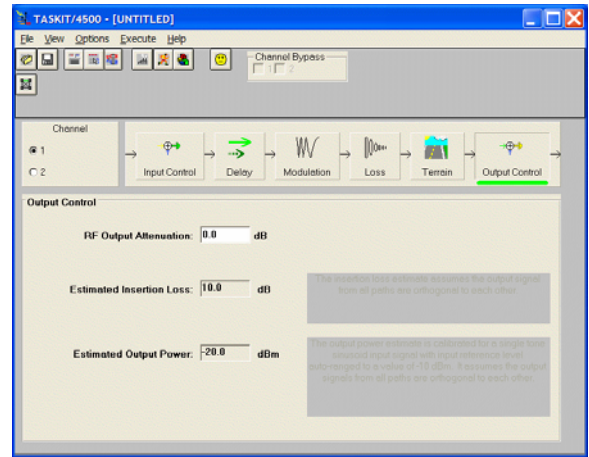 TASKIT/4500 - [UNTITLED]
File View Options Execute Help
Channel Bypass
1 2
Channel
1
2
Input Control
Delay
Modulation
Loss
Terrain
Output Control
Output Control
RF Output Attenuation: 0.0 dB
Estimated Insertion Loss: 10.0 dB
The insertion loss estimate assumes the output signal
from all paths are orthogonal to each other.
Estimated Output Power: -20.0 dBm
The output power estimate is calibrated for a single tone
sinusoid input signal with input reference level
auto-ranged to a value of -10 dBm. It assumes the output
signals from all paths are orthogonal to each other.